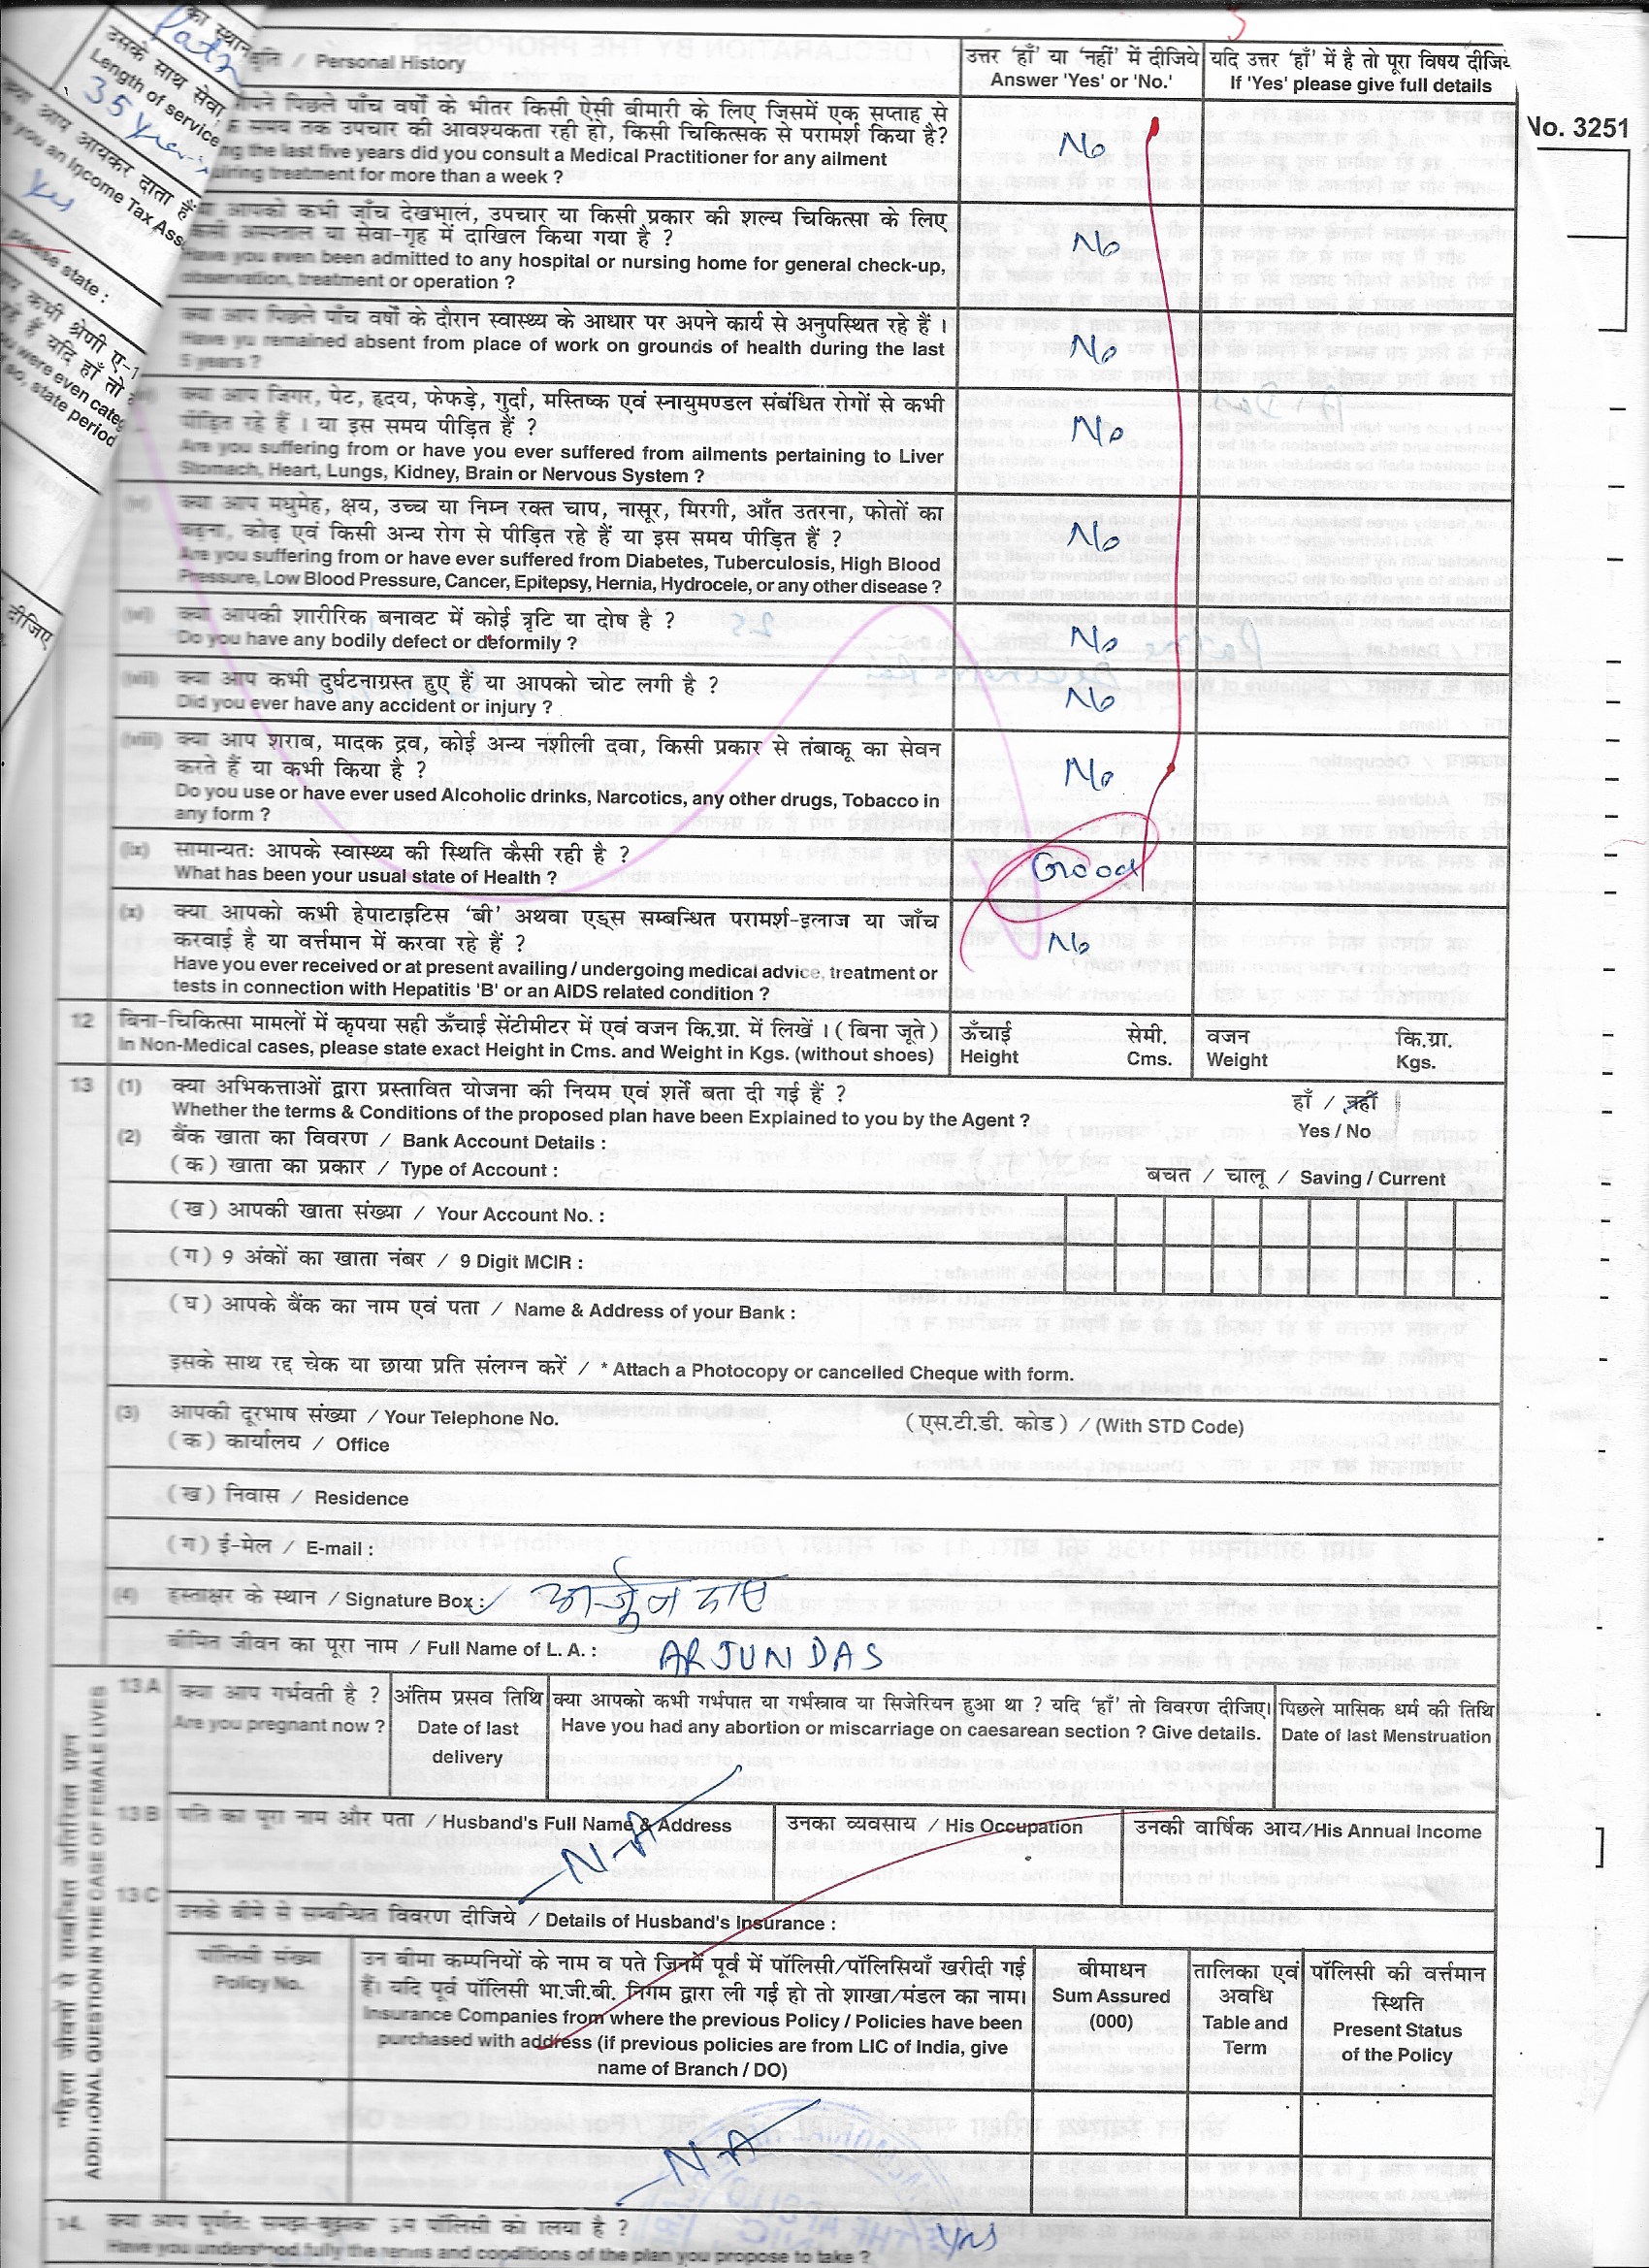 का स्थान
Patn
उसके साथ सेवा
Length of service
35 year
क्या आप आयकर दाता हैं
you an Income Tax Ass
Yes
please state :
कभी श्रेणी ए-1
रहे हैं यदि हाँ तो
were even categ
so, state period
दीजिए
No. 3251
/ Personal History
उत्तर 'हाँ' या 'नहीं' में दीजिये
Answer 'Yes' or 'No.'
यदि उत्तर 'हाँ' में है तो पूरा विषय दीजिये
If 'Yes' please give full details
पिछले पाँच वर्षों के भीतर किसी ऐसी बीमारी के लिए जिसमें एक सप्ताह से
समय तक उपचार की आवश्यकता रही हो, किसी चिकित्सक से परामर्श किया है?
ng the last five years did you consult a Medical Practitioner for any ailment
uiring treatment for more than a week ?
No
आपको कभी जाँच देखभाल, उपचार या किसी प्रकार की शल्य चिकित्सा के लिए
किसी अस्पताल या सेवा-गृह में दाखिल किया गया है ?
Have you even been admitted to any hospital or nursing home for general check-up,
observation, treatment or operation ?
No
क्या आप पिछले पाँच वर्षों के दौरान स्वास्थ्य के आधार पर अपने कार्य से अनुपस्थित रहे हैं ।
Have yu remained absent from place of work on grounds of health during the last
5 years ?
No
क्या आप जिगर, पेट, हृदय, फेफड़े, गुर्दा, मस्तिष्क एवं स्नायुमण्डल संबंधित रोगों से कभी
पीड़ित रहे हैं । या इस समय पीड़ित हैं ?
Are you suffering from or have you ever suffered from ailments pertaining to Liver
Stomach, Heart, Lungs, Kidney, Brain or Nervous System ?
No
(v) क्या आप मधुमेह, क्षय, उच्च या निम्न रक्त चाप, नासूर, मिरगी, आँत उतरना, फोतों का
बढ़ना, कोढ़ एवं किसी अन्य रोग से पीड़ित रहे हैं या इस समय पीड़ित हैं ?
Are you suffering from or have ever suffered from Diabetes, Tuberculosis, High Blood
Pressure, Low Blood Pressure, Cancer, Epitepsy, Hernia, Hydrocele, or any other disease ?
No
(vi) क्या आपकी शारीरिक बनावट में कोई त्रृटि या दोष है ?
Do you have any bodily defect or deformily ?
No
(vii) क्या आप कभी दुर्घटनाग्रस्त हुए हैं या आपको चोट लगी है ?
Did you ever have any accident or injury ?
No
(viii) क्या आप शराब, मादक द्रव, कोई अन्य नशीली दवा, किसी प्रकार से तंबाकू का सेवन
करते हैं या कभी किया है ?
Do you use or have ever used Alcoholic drinks, Narcotics, any other drugs, Tobacco in
any form ?
No
(ix) सामान्यतः आपके स्वास्थ्य की स्थिति कैसी रही है ?
What has been your usual state of Health ?
Good
(x) क्या आपको कभी हेपाटाइटिस 'बी' अथवा एड्स सम्बन्धित परामर्श-इलाज या जाँच
करवाई है या वर्त्तमान में करवा रहे हैं ?
Have you ever received or at present availing / undergoing medical advice, treatment or
tests in connection with Hepatitis 'B' or an AIDS related condition ?
No
12 बिना-चिकित्सा मामलों में कृपया सही ऊँचाई सेंटीमीटर में एवं वजन कि.ग्रा. में लिखें । ( बिना जूते )
In Non-Medical cases, please state exact Height in Cms. and Weight in Kgs. (without shoes)
ऊँचाई सेमी. वजन कि.ग्रा.
Height Cms. Weight Kgs.
13 (1) क्या अभिकर्त्ताओं द्वारा प्रस्तावित योजना की नियम एवं शर्तें बता दी गई हैं ?
हाँ / नहीं
Whether the terms & Conditions of the proposed plan have been Explained to you by the Agent ?
Yes / No
(2) बैंक खाता का विवरण / Bank Account Details :
(क) खाता का प्रकार / Type of Account :
बचत / चालू / Saving / Current
(ख) आपकी खाता संख्या / Your Account No. :
(ग) 9 अंकों का खाता नंबर / 9 Digit MCIR :
(घ) आपके बैंक का नाम एवं पता / Name & Address of your Bank :
इसके साथ रद्द चेक या छाया प्रति संलग्न करें / * Attach a Photocopy or cancelled Cheque with form.
(3) आपकी दूरभाष संख्या / Your Telephone No. (एस.टी.डी. कोड) / (With STD Code)
(क) कार्यालय / Office
(ख) निवास / Residence
(ग) ई-मेल / E-mail :
(4) हस्ताक्षर के स्थान / Signature Box : अर्जुन दास
बीमित जीवन का पूरा नाम / Full Name of L. A. : ARJUN DAS
महिला जीवनों से सम्बन्धित अतिरिक्त प्रश्न
ADDITIONAL QUESTION IN THE CASE OF FEMALE LIVES
13A क्या आप गर्भवती है ?
Are you pregnant now ?
अंतिम प्रसव तिथि
Date of last
delivery
क्या आपको कभी गर्भपात या गर्भस्त्राव या सिजेरियन हुआ था ? यदि 'हाँ' तो विवरण दीजिए।
Have you had any abortion or miscarriage on caesarean section ? Give details.
पिछले मासिक धर्म की तिथि
Date of last Menstruation
13B पति का पूरा नाम और पता / Husband's Full Name & Address
उनका व्यवसाय / His Occupation
उनकी वार्षिक आय/His Annual Income
N-A
13C
उनके बीमे से सम्बन्धित विवरण दीजिये / Details of Husband's Insurance :
पॉलिसी संख्या
Policy No.
उन बीमा कम्पनियों के नाम व पते जिनमें पूर्व में पॉलिसी/पॉलिसियाँ खरीदी गई
हैं। यदि पूर्व पॉलिसी भा.जी.बी. निगम द्वारा ली गई हो तो शाखा/मंडल का नाम।
Insurance Companies from where the previous Policy / Policies have been
purchased with address (if previous policies are from LIC of India, give
name of Branch / DO)
बीमाधन
Sum Assured
(000)
तालिका एवं
अवधि
Table and
Term
पॉलिसी की वर्त्तमान
स्थिति
Present Status
of the Policy
N-A
14. क्या आप पूर्णतः समझ-बूझकर इस पॉलिसी को लिया है ?
Have you understood fully the terms and conditions of the plan you propose to take ?
Yes